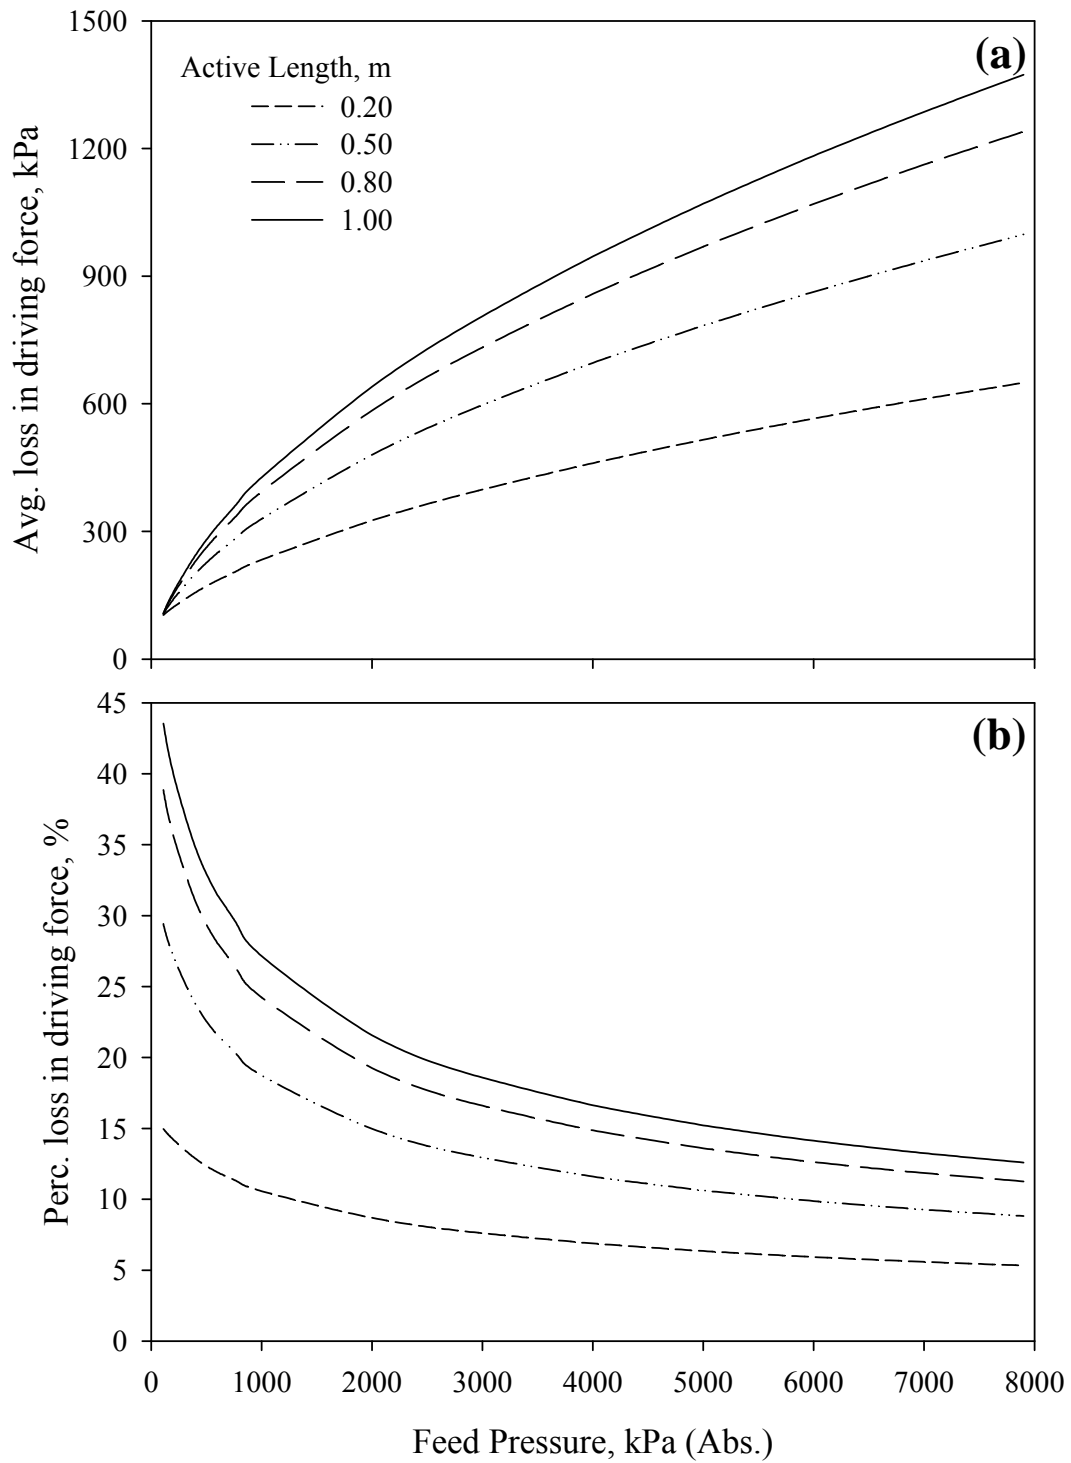 1500
(a)
Active Length, m
0.20
1200
0.50
0.80
1.00
900
600
300
0
Avg. loss in driving force, kPa
45
(b)
40
35
30
25
20
15
10
5
0
Perc. loss in driving force, %
0 1000 2000 3000 4000 5000 6000 7000 8000
Feed Pressure, kPa (Abs.)